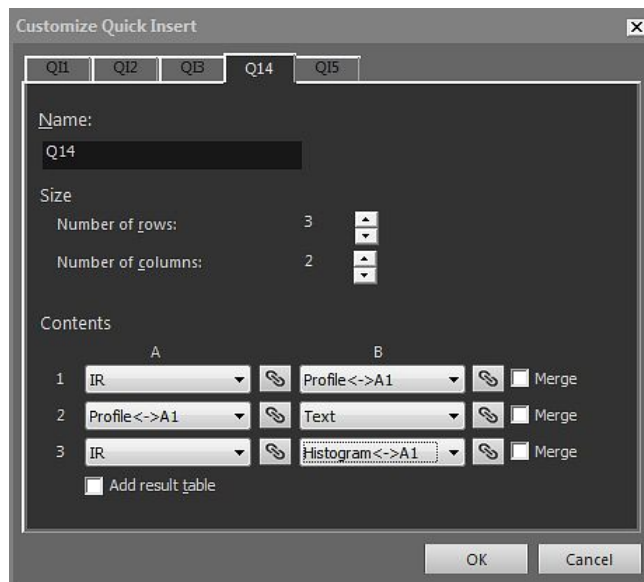 Customize Quick Insert
QI1 QI2 QI3 Q14 QI5
Name:
Q14
Size
Number of rows: 3
Number of columns: 2
Contents
A B
1 IR Profile<->A1 Merge
2 Profile<->A1 Text Merge
3 IR Histogram<->A1 Merge
Add result table
OK Cancel